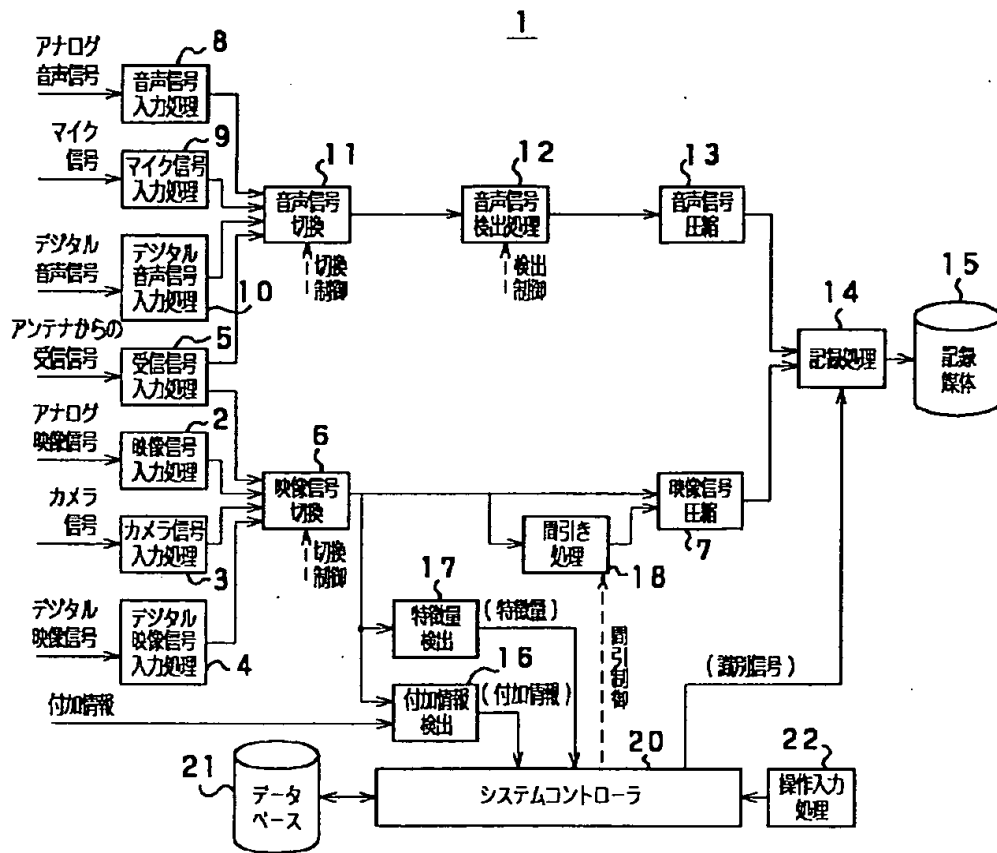 1
アナログ
音声信号
8
音声信号
入力処理
マイク
信号
9
マイク信号
入力処理
デジタル
音声信号
デジタル
音声信号
入力処理
10
11
音声信号
切換
切換
制御
12
音声信号
検出処理
検出
制御
13
音声信号
圧縮
14
記録処理
15
記録
媒体
アンテナからの
受信信号
5
受信信号
入力処理
アナログ
映像信号
2
映像信号
入力処理
カメラ
信号
カメラ信号
入力処理
3
デジタル
映像信号
デジタル
映像信号
入力処理
4
6
映像信号
切換
切換
制御
映像信号
圧縮
7
間引き
処理
18
間引制御
17
特徴量
検出
(特徴量)
16
付加情報
検出
(付加情報)
付加情報
(識別信号)
20
システムコントローラ
21
データ
ベース
22
操作入力
処理